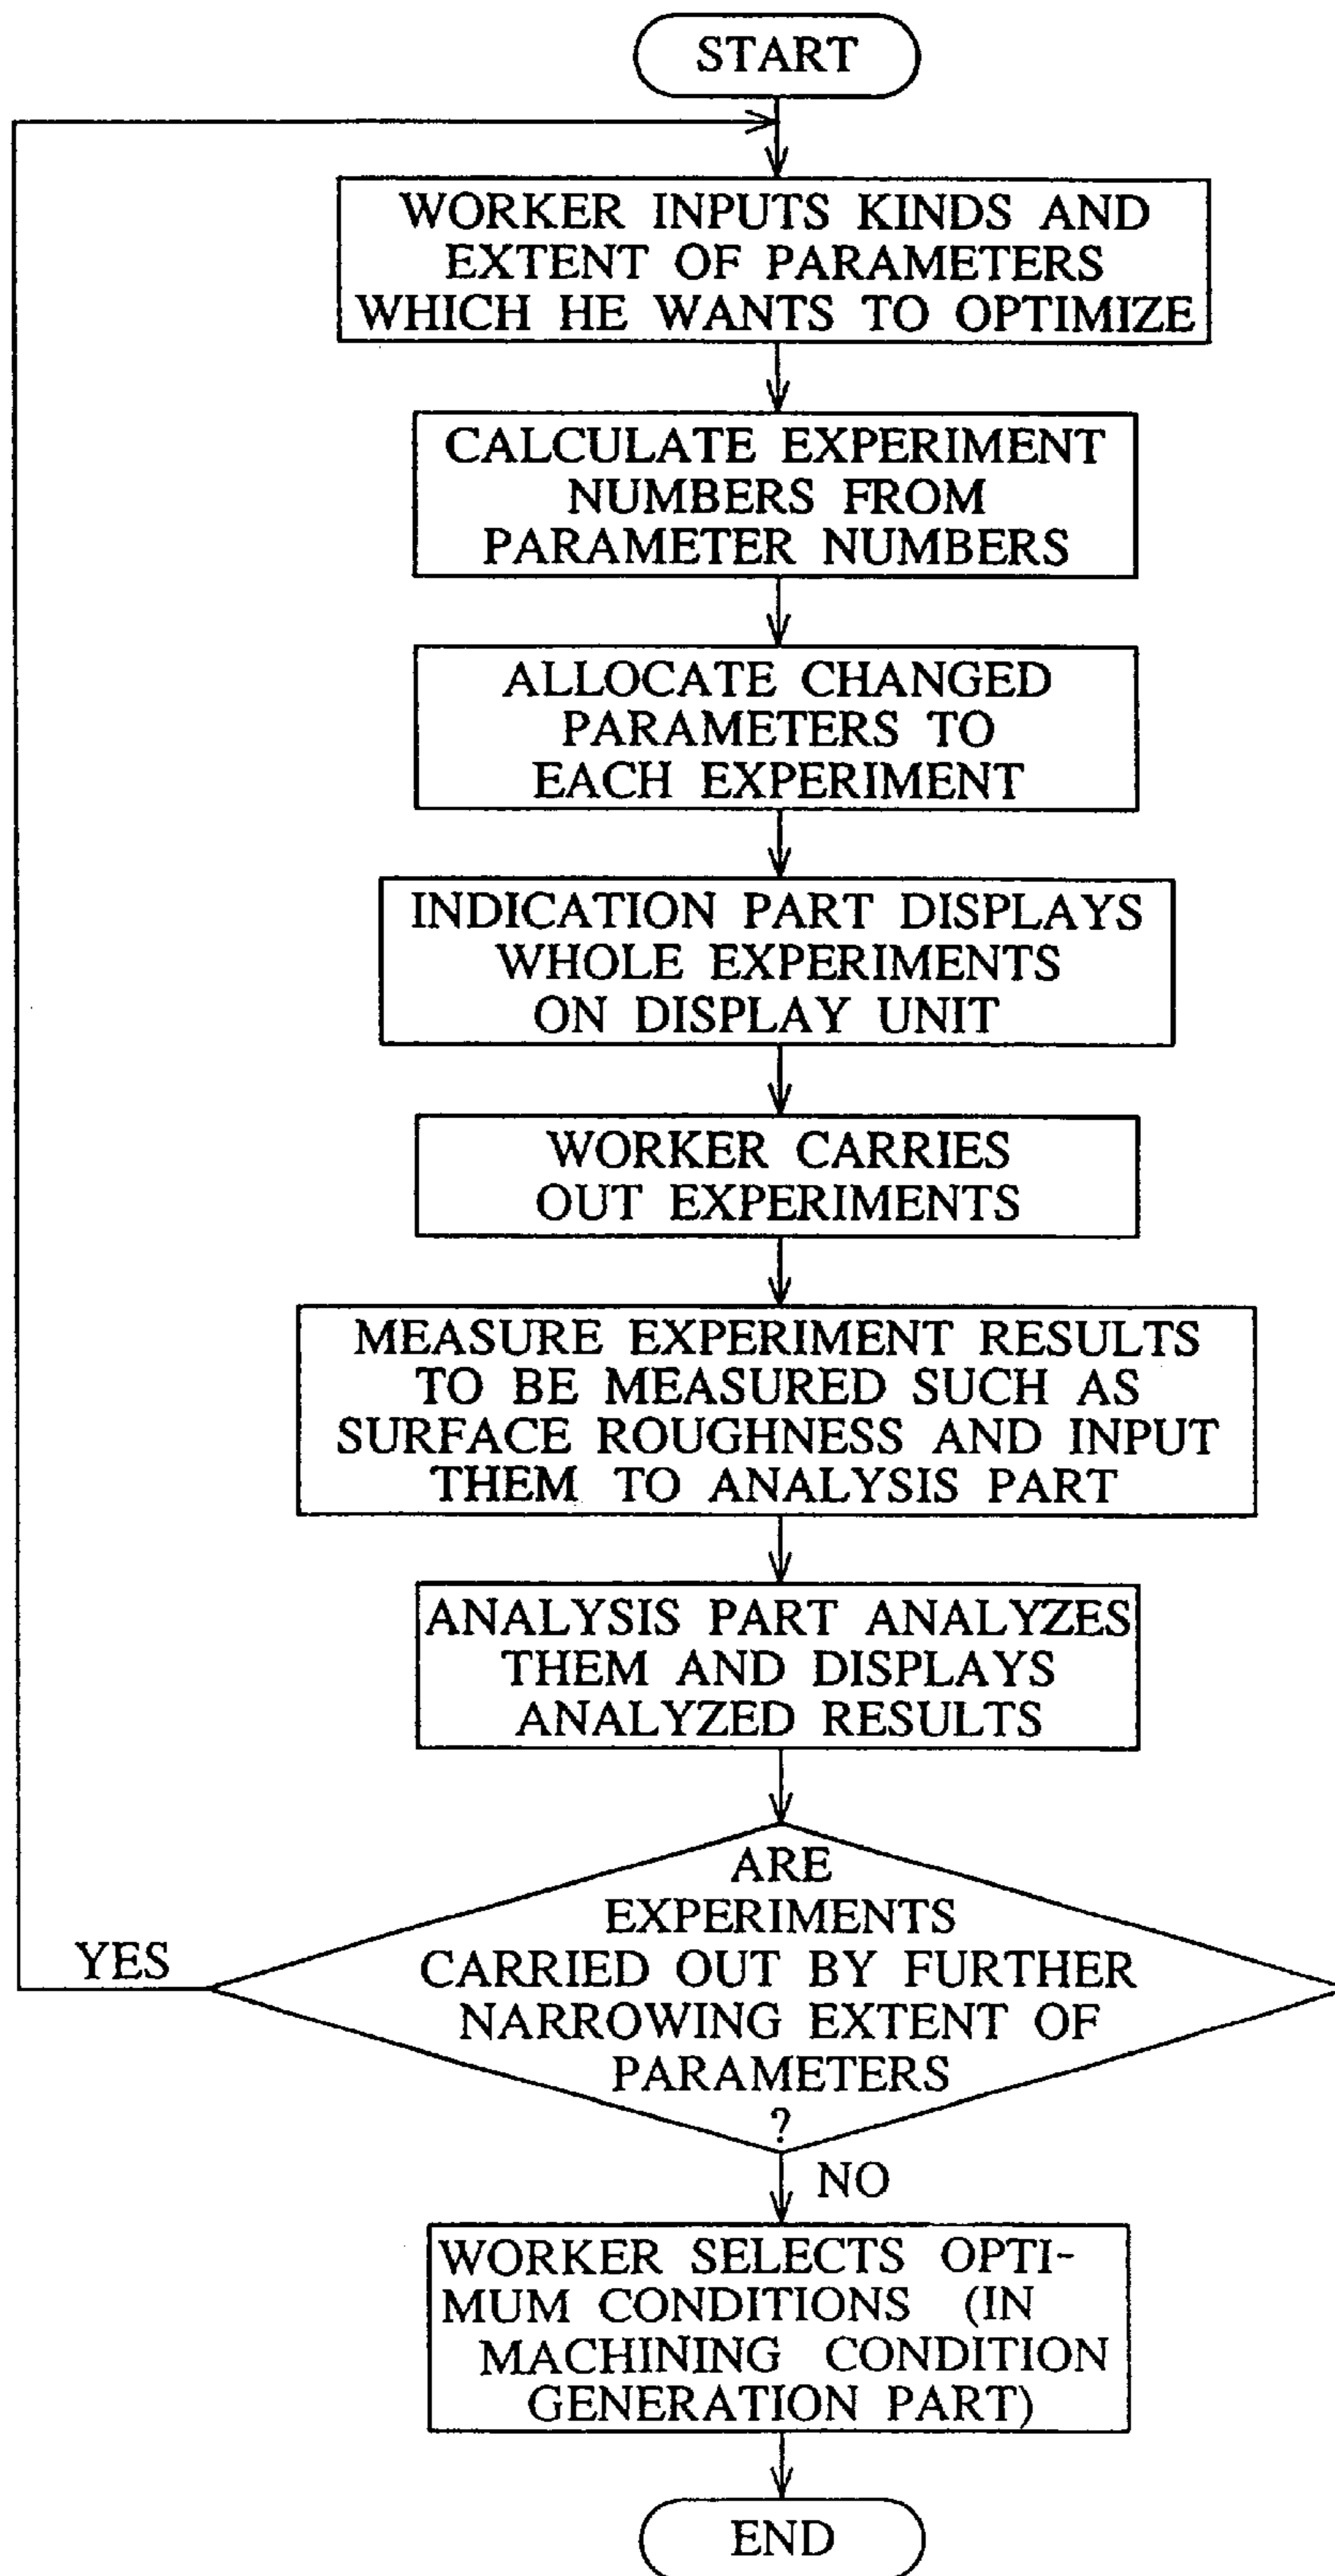 START
WORKER INPUTS KINDS AND
EXTENT OF PARAMETERS
WHICH HE WANTS TO OPTIMIZE
CALCULATE EXPERIMENT
NUMBERS FROM
PARAMETER NUMBERS
ALLOCATE CHANGED
PARAMETERS TO
EACH EXPERIMENT
INDICATION PART DISPLAYS
WHOLE EXPERIMENTS
ON DISPLAY UNIT
WORKER CARRIES
OUT EXPERIMENTS
MEASURE EXPERIMENT RESULTS
TO BE MEASURED SUCH AS
SURFACE ROUGHNESS AND INPUT
THEM TO ANALYSIS PART
ANALYSIS PART ANALYZES
THEM AND DISPLAYS
ANALYZED RESULTS
ARE
EXPERIMENTS
CARRIED OUT BY FURTHER
NARROWING EXTENT OF
PARAMETERS
?
YES
NO
WORKER SELECTS OPTI-
MUM CONDITIONS (IN
MACHINING CONDITION
GENERATION PART)
END